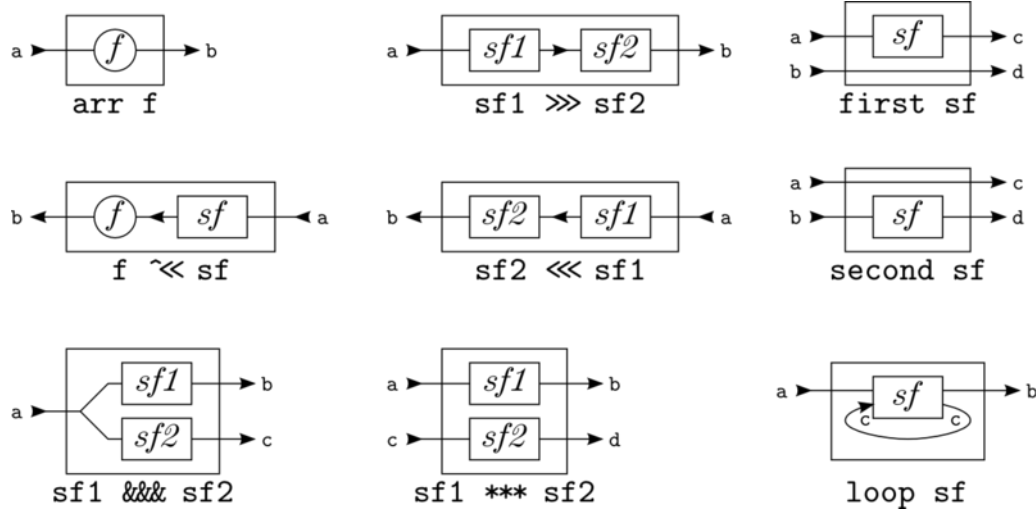 a f b
arr f
a sf1 sf2 b
sf1 >>> sf2
a sf c
b d
first sf
b f sf a
f ^<< sf
b sf2 sf1 a
sf2 <<< sf1
a c
b sf d
second sf
sf1 b
a
sf2 c
sf1 &&& sf2
a sf1 b
c sf2 d
sf1 *** sf2
a sf b
c c
loop sf